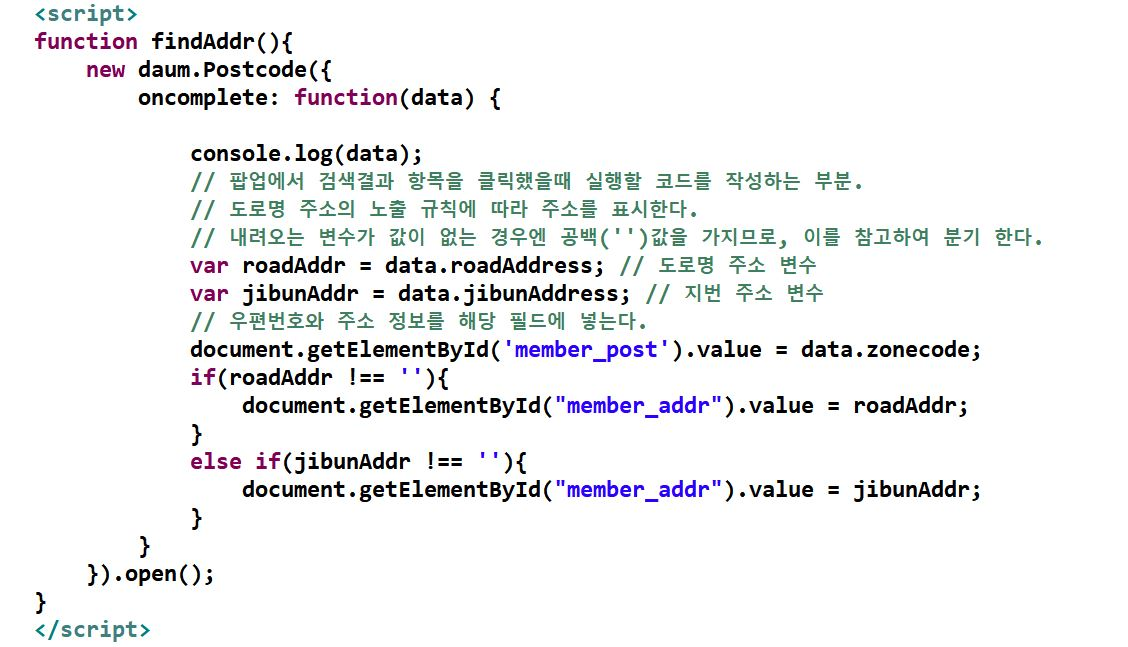 <script>
function findAddr(){
    new daum.Postcode({
        oncomplete: function(data) {
            console.log(data);
            // 팝업에서 검색결과 항목을 클릭했을때 실행할 코드를 작성하는 부분.
            // 도로명 주소의 노출 규칙에 따라 주소를 표시한다.
            // 내려오는 변수가 값이 없는 경우엔 공백('')값을 가지므로, 이를 참고하여 분기 한다.
            var roadAddr = data.roadAddress; // 도로명 주소 변수
            var jibunAddr = data.jibunAddress; // 지번 주소 변수
            // 우편번호와 주소 정보를 해당 필드에 넣는다.
            document.getElementById('member_post').value = data.zonecode;
            if(roadAddr !== ''){
                document.getElementById("member_addr").value = roadAddr;
            }
            else if(jibunAddr !== ''){
                document.getElementById("member_addr").value = jibunAddr;
            }
        }
    }).open();
}
</script>